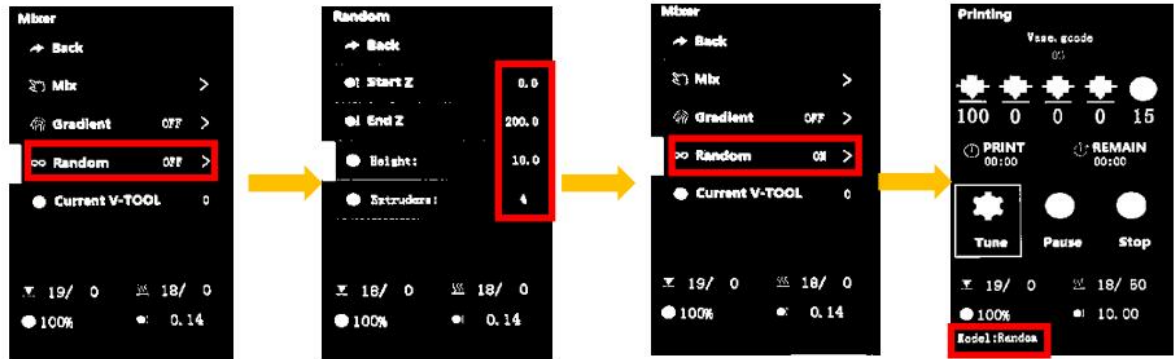 Mixer
Back
Mix >
Gradient OFF >
Random OFF >
Current V-TOOL 0
19/ 0 18/ 0
100% 0.14
Random
Back
Start Z 0.0
End Z 200.0
Height: 10.0
Extruders: 4
18/ 0 18/ 0
100% 0.14
Mixer
Back
Mix >
Gradient OFF >
Random ON >
Current V-TOOL 0
19/ 0 18/ 0
100% 0.14
Printing
Vase.gcode
0%
100 0 0 0 15
PRINT REMAIN
00:00 00:00
Tune Pause Stop
19/ 0 18/ 50
100% 10.00
Model:Random